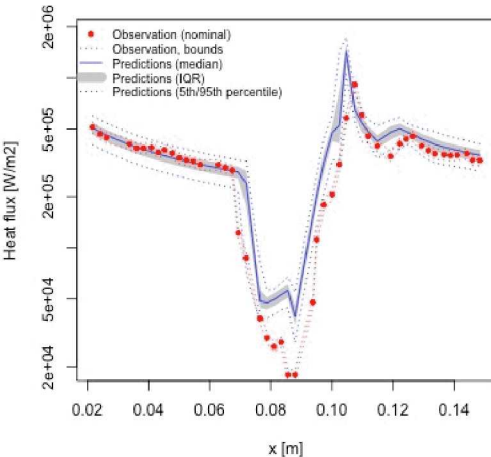 2e+06
Observation (nominal)
Observation, bounds
Predictions (median)
Predictions (IQR)
Predictions (5th/95th percentile)
5e+05
Heat flux [W/m2]
2e+05
5e+04
2e+04
0.02 0.04 0.06 0.08 0.10 0.12 0.14
x [m]